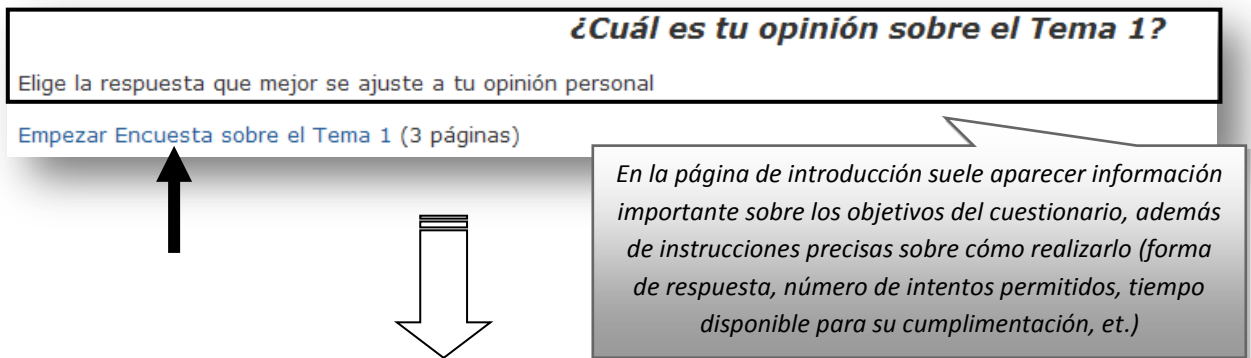 ¿Cuál es tu opinión sobre el Tema 1?
Elige la respuesta que mejor se ajuste a tu opinión personal
Empezar Encuesta sobre el Tema 1 (3 páginas)
En la página de introducción suele aparecer información
importante sobre los objetivos del cuestionario, además
de instrucciones precisas sobre cómo realizarlo (forma
de respuesta, número de intentos permitidos, tiempo
disponible para su cumplimentación, et.)